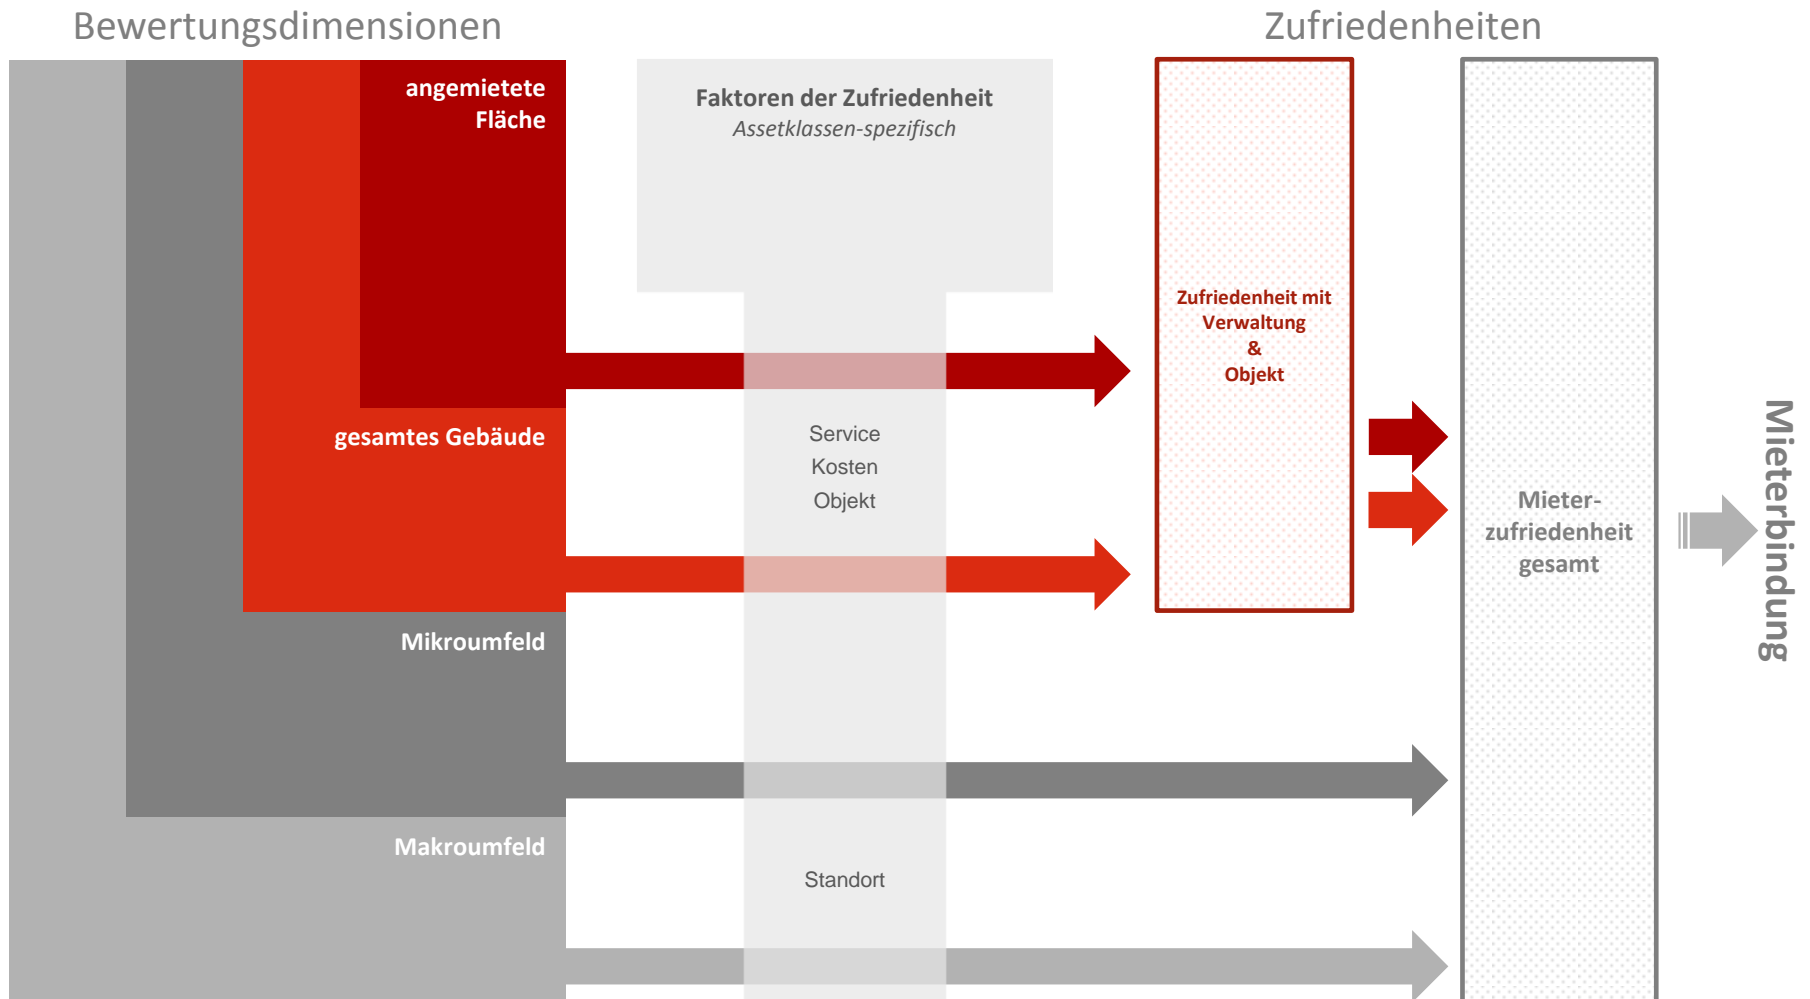 Bewertungsdimensionen
Zufriedenheiten
angemietete
Fläche
gesamtes Gebäude
Mikroumfeld
Makroumfeld
Faktoren der Zufriedenheit
Assetklassen-spezifisch
Service
Kosten
Objekt
Standort
Zufriedenheit mit
Verwaltung
&
Objekt
Mieter-
zufriedenheit
gesamt
Mieterbindung